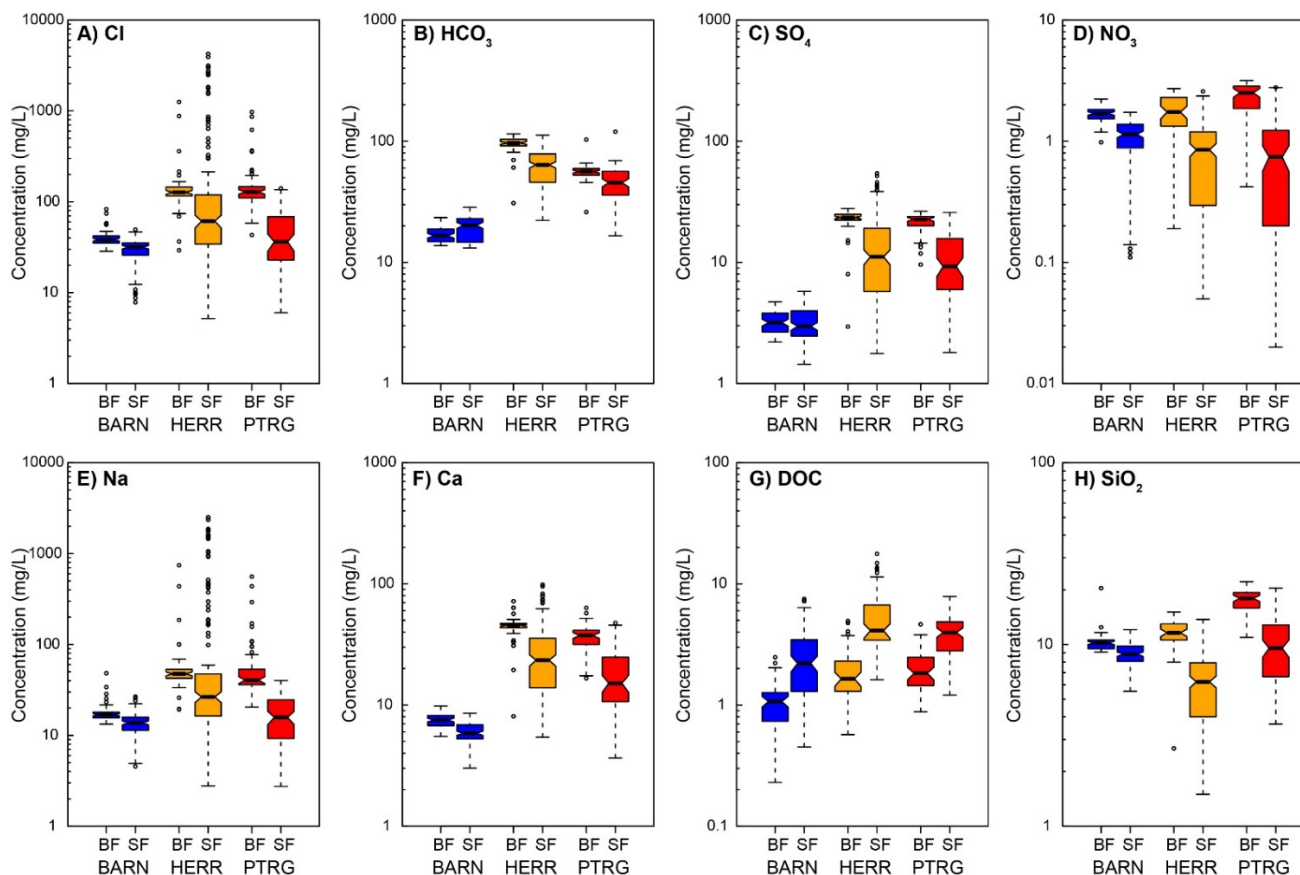 A) Cl
Concentration (mg/L)
10000
1000
100
10
1
BF SF BF SF BF SF
BARN HERR PTRG
B) HCO₃
Concentration (mg/L)
1000
100
10
1
BF SF BF SF BF SF
BARN HERR PTRG
C) SO₄
Concentration (mg/L)
1000
100
10
1
BF SF BF SF BF SF
BARN HERR PTRG
D) NO₃
Concentration (mg/L)
10
1
0.1
0.01
BF SF BF SF BF SF
BARN HERR PTRG
E) Na
Concentration (mg/L)
10000
1000
100
10
1
BF SF BF SF BF SF
BARN HERR PTRG
F) Ca
Concentration (mg/L)
1000
100
10
1
BF SF BF SF BF SF
BARN HERR PTRG
G) DOC
Concentration (mg/L)
100
10
1
0.1
BF SF BF SF BF SF
BARN HERR PTRG
H) SiO₂
Concentration (mg/L)
100
10
1
BF SF BF SF BF SF
BARN HERR PTRG